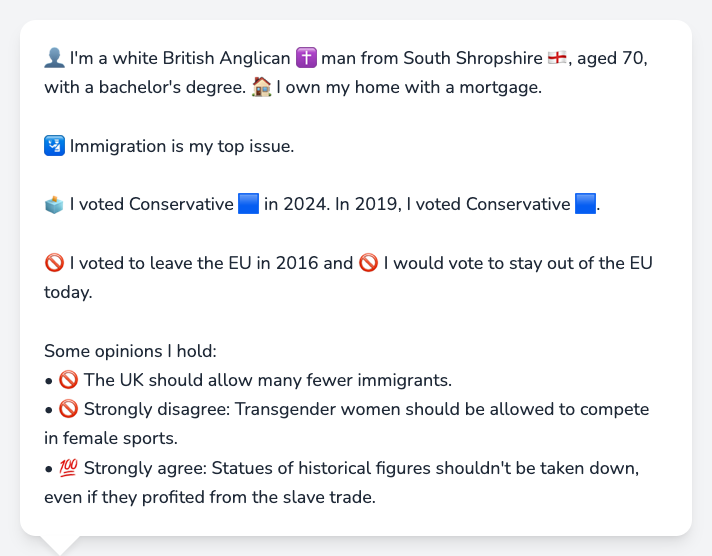 👤 I'm a white British Anglican ✝️ man from South Shropshire 🏴󠁧󠁢󠁥󠁮󠁧󠁿, aged 70,
with a bachelor's degree. 🏠 I own my home with a mortgage.
🛂 Immigration is my top issue.
🗳️ I voted Conservative 🟦 in 2024. In 2019, I voted Conservative 🟦.
🚫 I voted to leave the EU in 2016 and 🚫 I would vote to stay out of the EU
today.
Some opinions I hold:
• 🚫 The UK should allow many fewer immigrants.
• 🚫 Strongly disagree: Transgender women should be allowed to compete
in female sports.
• 💯 Strongly agree: Statues of historical figures shouldn't be taken down,
even if they profited from the slave trade.